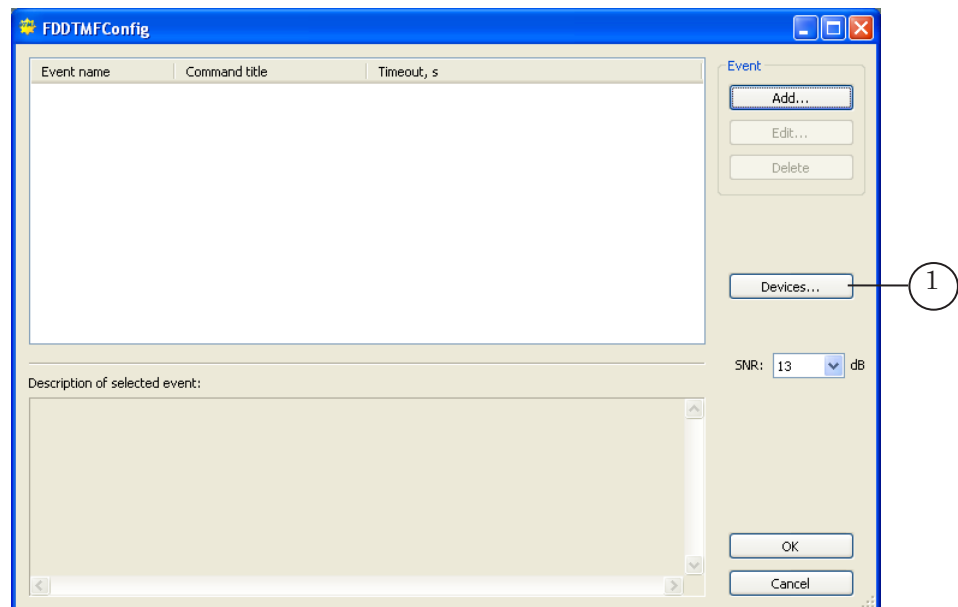 FDDTMFConfig
Event name Command title Timeout, s
Event
Add...
Edit...
Delete
Devices...
1
SNR: 13 dB
Description of selected event:
OK
Cancel